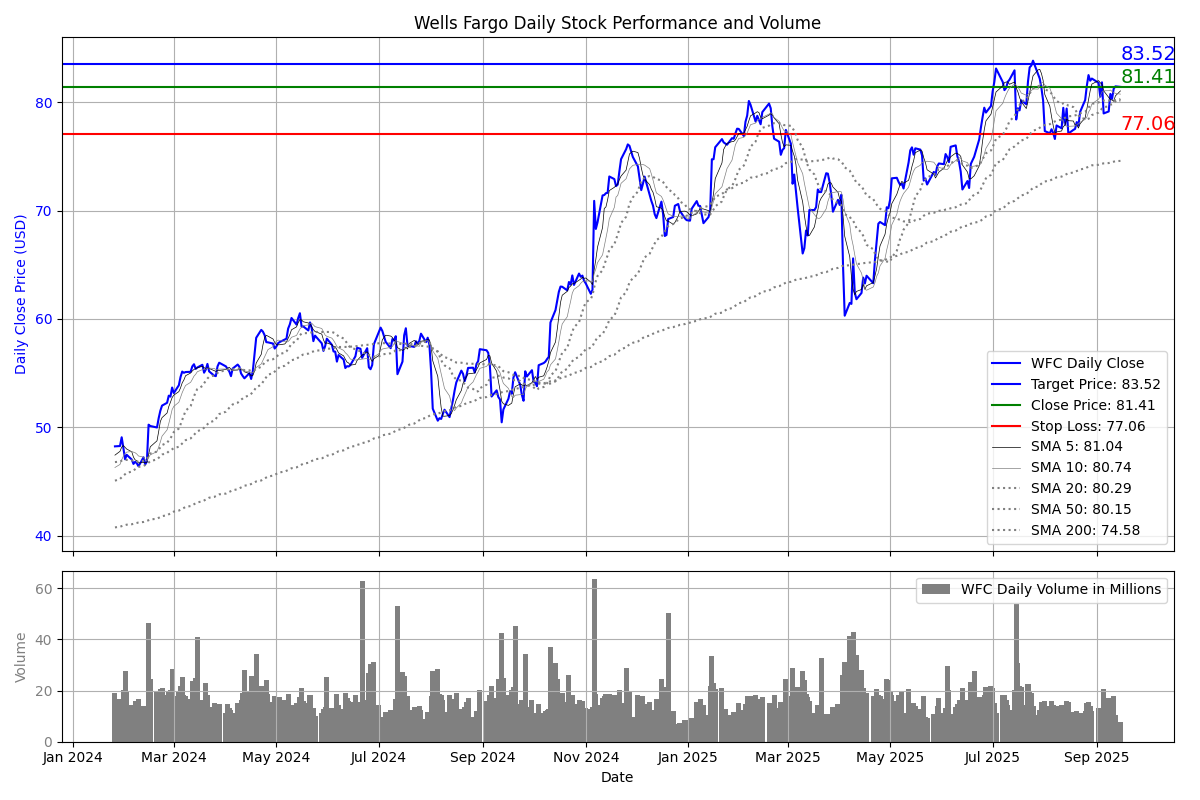 Wells Fargo Daily Stock Performance and Volume
83.52
81.41
77.06
80
70
60
50
40
Daily Close Price (USD)
WFC Daily Close
Target Price: 83.52
Close Price: 81.41
Stop Loss: 77.06
SMA 5: 81.04
SMA 10: 80.74
SMA 20: 80.29
SMA 50: 80.15
SMA 200: 74.58
60
40
20
0
Volume
WFC Daily Volume in Millions
Jan 2024 Mar 2024 May 2024 Jul 2024 Sep 2024 Nov 2024 Jan 2025 Mar 2025 May 2025 Jul 2025 Sep 2025
Date